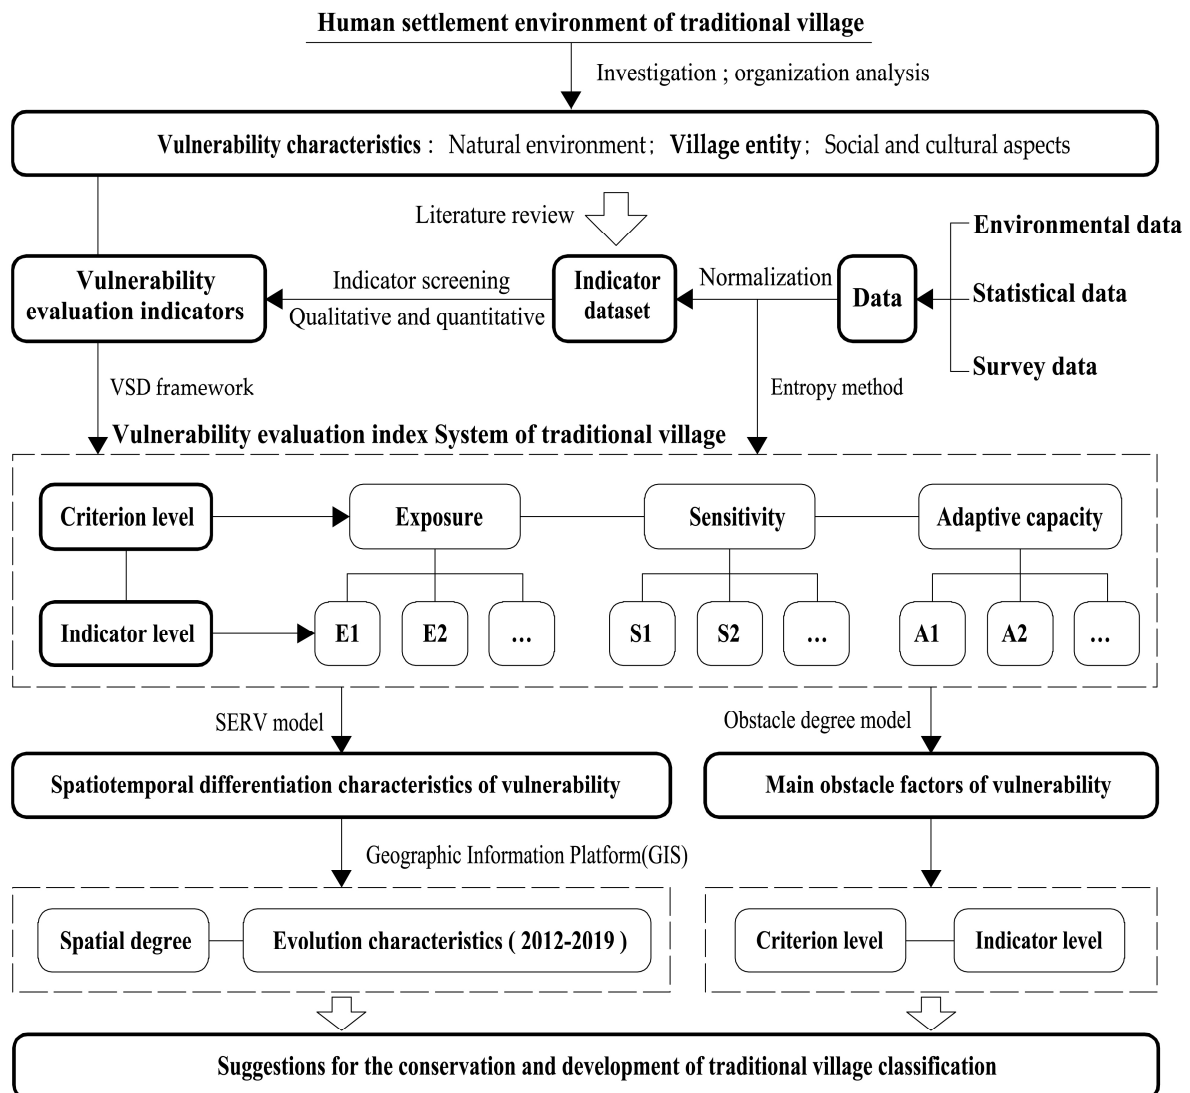 Human settlement environment of traditional village
Investigation ; organization analysis
Vulnerability characteristics : Natural environment; Village entity; Social and cultural aspects
Literature review
Environmental data
Statistical data
Survey data
Data
Normalization
Indicator
dataset
Indicator screening
Qualitative and quantitative
Vulnerability
evaluation indicators
VSD framework
Entropy method
Vulnerability evaluation index System of traditional village
Criterion level
Exposure
Sensitivity
Adaptive capacity
Indicator level
E1
E2
...
S1
S2
...
A1
A2
...
SERV model
Obstacle degree model
Spatiotemporal differentiation characteristics of vulnerability
Main obstacle factors of vulnerability
Geographic Information Platform(GIS)
Spatial degree
Evolution characteristics ( 2012-2019 )
Criterion level
Indicator level
Suggestions for the conservation and development of traditional village classification